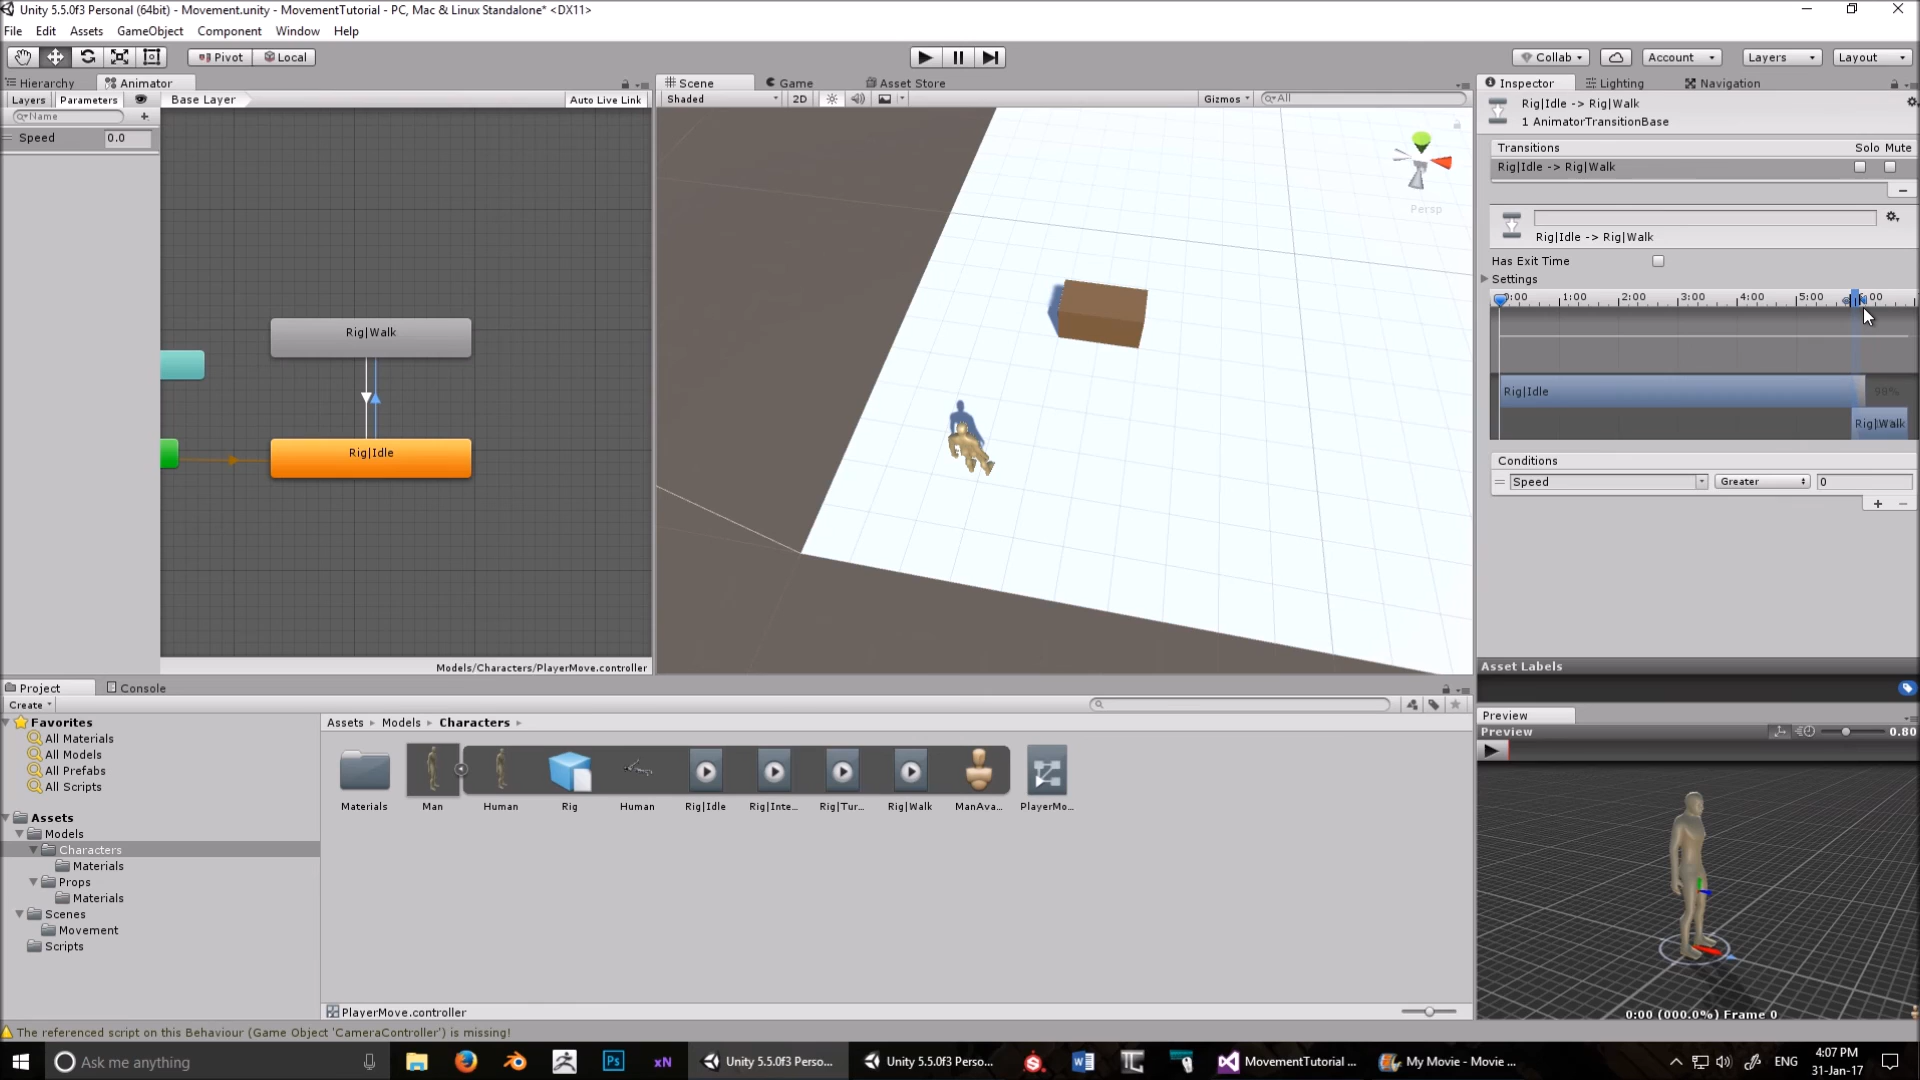 Unity 5.5.0f3 Personal (64bit) - Movement.unity - MovementTutorial - PC, Mac & Linux Standalone* <DX11>
File Edit Assets GameObject Component Window Help
Pivot Local Collab Account Layers Layout
Hierarchy Animator Scene Game Asset Store Inspector Lighting Navigation
Layers Parameters Base Layer Auto Live Link Shaded 2D Gizmos All
Name
Speed 0.0
Rig|Walk
Rig|Idle
Models/Characters/PlayerMove.controller
Persp
Rig|Idle -> Rig|Walk
1 AnimatorTransitionBase
Transitions Solo Mute
Rig|Idle -> Rig|Walk
Rig|Idle -> Rig|Walk
Has Exit Time
Settings
0:00 1:00 2:00 3:00 4:00 5:00
Rig|Idle 98%
Rig|Walk
Conditions
Speed Greater 0
Asset Labels
Preview
Preview 0.80
0:00 (000.0%) Frame 0
Project Console
Create
Favorites
All Materials
All Models
All Prefabs
All Scripts
Assets
Models
Characters
Materials
Props
Materials
Scenes
Movement
Scripts
Assets Models Characters
Materials Man Human Rig Human Rig|Idle Rig|Inte... Rig|Tur... Rig|Walk ManAva... PlayerMo...
PlayerMove.controller
The referenced script on this Behaviour (Game Object 'CameraController') is missing!
Ask me anything Ps xN Unity 5.5.0f3 Perso... Unity 5.5.0f3 Perso... MovementTutorial ... My Movie - Movie ... ENG 4:07 PM
31-Jan-17